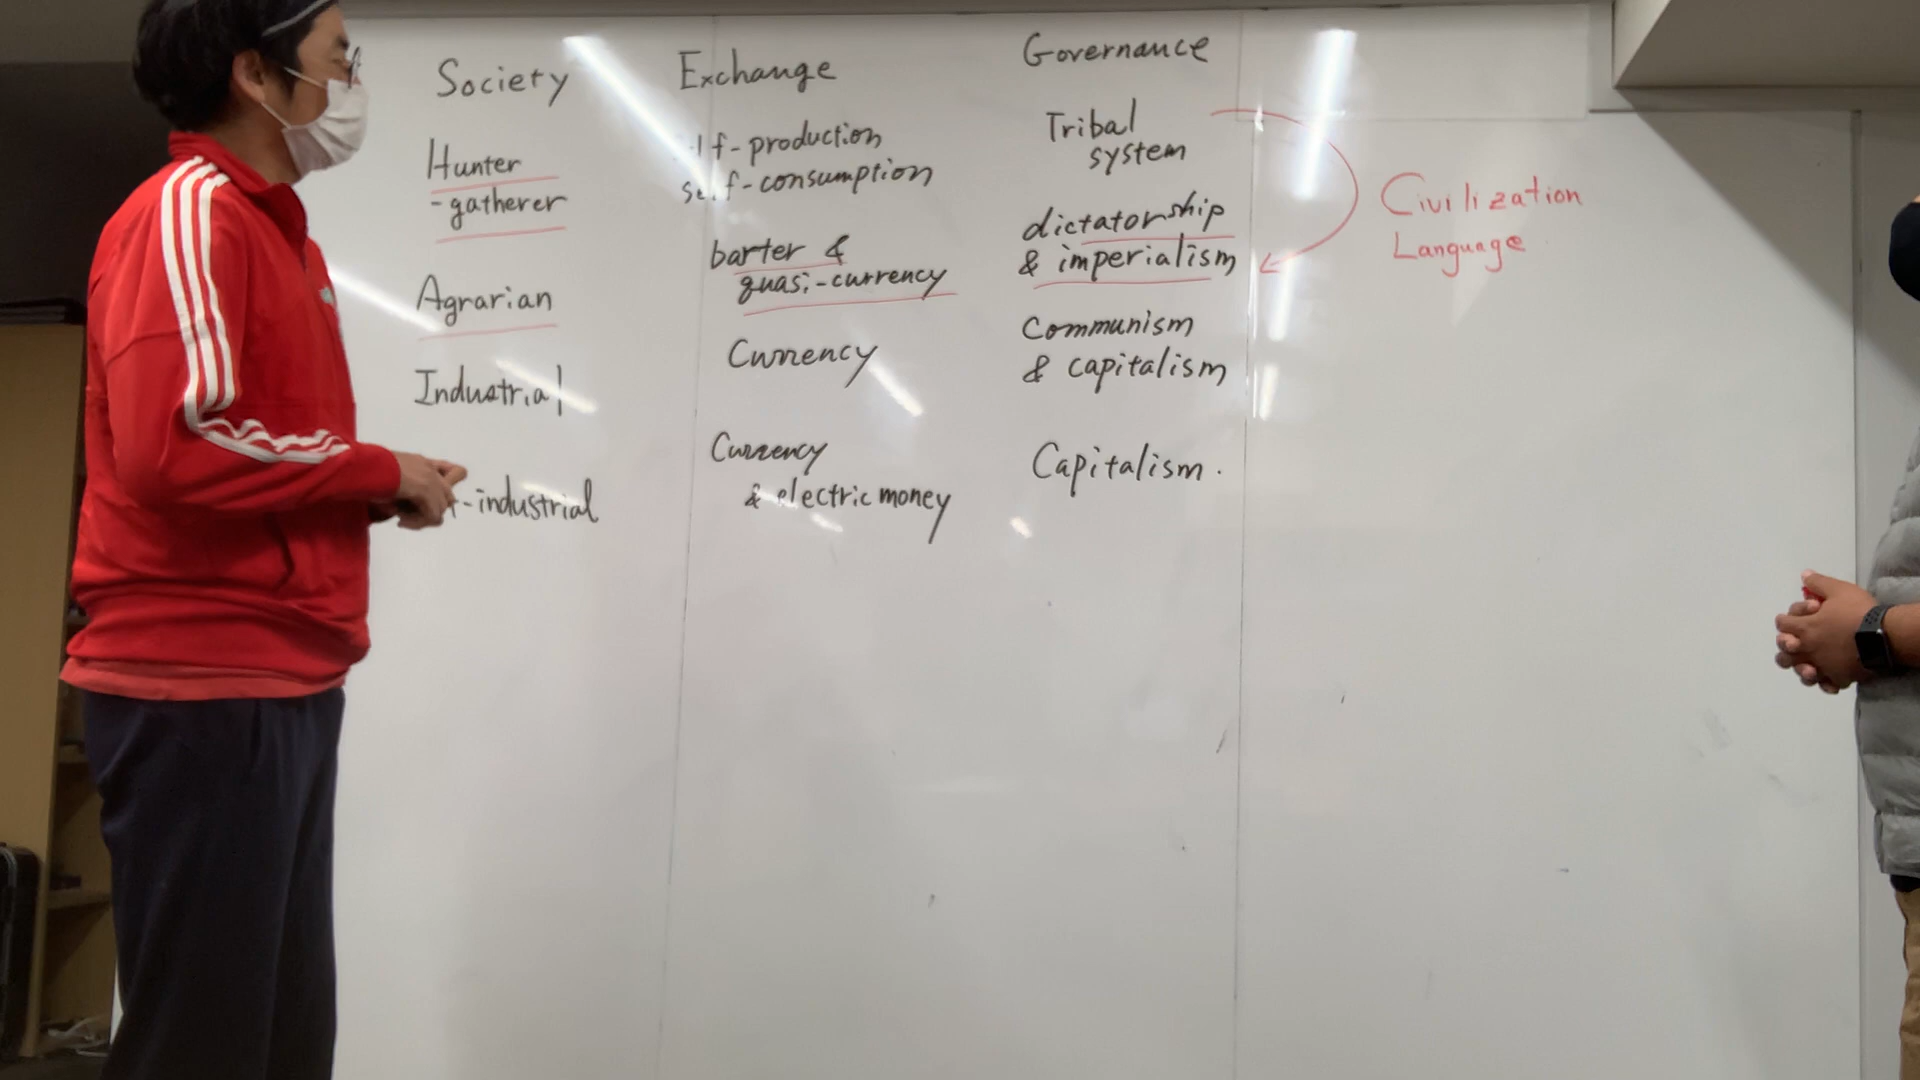 Society
Hunter
-gatherer
Agrarian
Industrial
-industrial
Exchange
lf-production
self-consumption
barter &
quasi-currency
Currency
Currency
& electric money
Governance
Tribal
system
dictatorship
& imperialism
Communism
& capitalism
Capitalism.
Civilization
Language